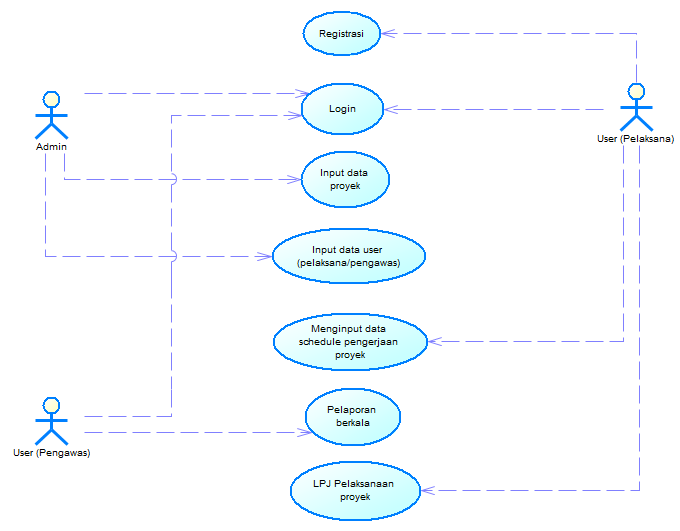 Registrasi
Login
Admin
User (Pelaksana)
Input data
proyek
Input data user
(pelaksana/pengawas)
Menginput data
schedule pengerjaan
proyek
Pelaporan
berkala
User (Pengawas)
LPJ Pelaksanaan
proyek